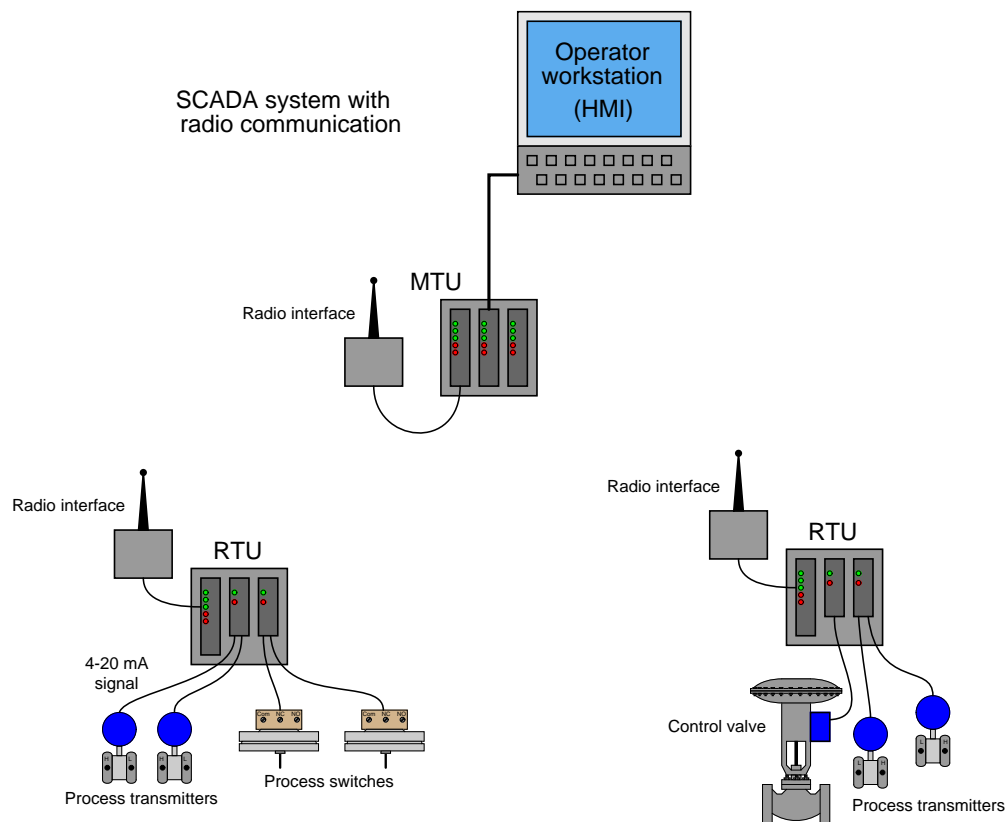 Operator
workstation
(HMI)
SCADA system with
radio communication
MTU
Radio interface
Radio interface
RTU
4-20 mA
signal
Com NC NO
Com NC NO
H L
H L
Process transmitters
Process switches
Radio interface
RTU
Control valve
L H
L H
Process transmitters